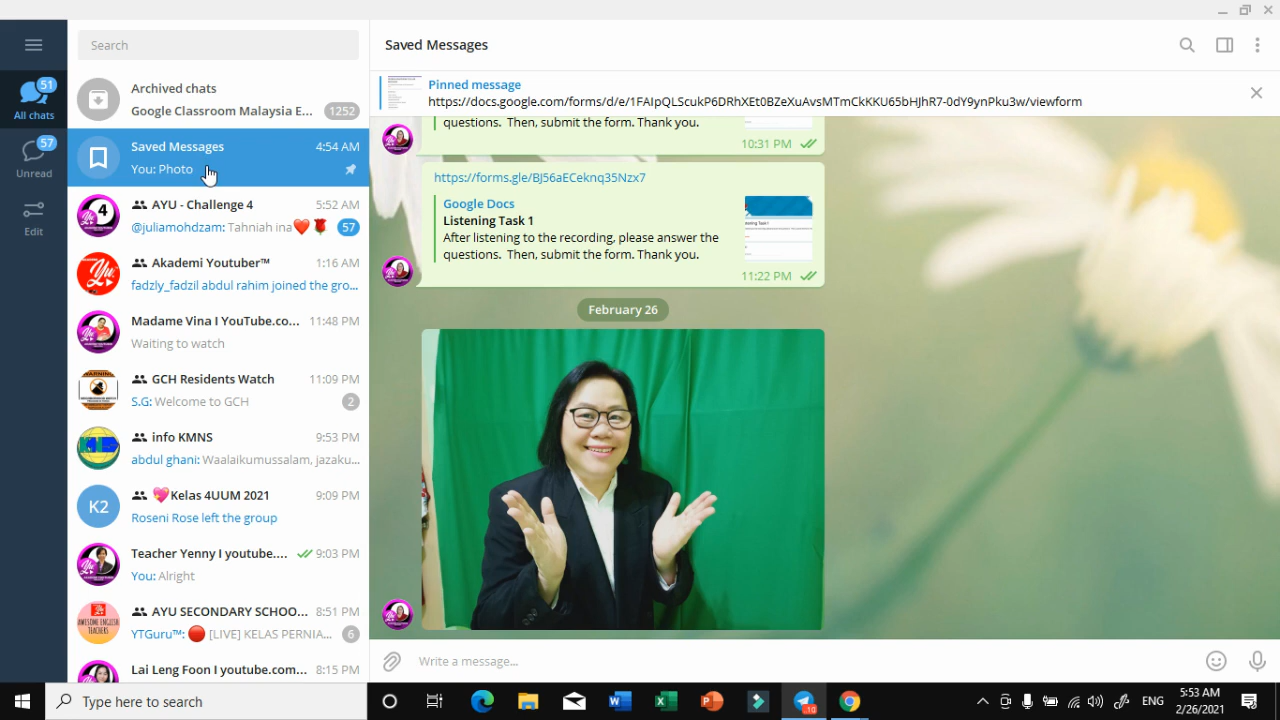 Search
Archived chats
Google Classroom Malaysia E...
1252
Saved Messages
4:54 AM
You: Photo
AYU - Challenge 4
5:52 AM
@juliamohdzam: Tahniah ina❤️🌹
57
Akademi Youtuber™
1:16 AM
fadzly_fadzil abdul rahim joined the gro...
Madame Vina I YouTube.co...
11:48 PM
Waiting to watch
GCH Residents Watch
11:09 PM
S.G: Welcome to GCH
2
info KMNS
9:53 PM
abdul ghani: Waalaikumussalam, jazaku...
K2
💖Kelas 4UUM 2021
9:09 PM
Roseni Rose left the group
Teacher Yenny I youtube....
9:03 PM
You: Alright
AYU SECONDARY SCHOO...
8:51 PM
YTGuru™: 🔴 [LIVE] KELAS PERNIA...
6
Lai Leng Foon I youtube.com...
8:15 PM
51
All chats
57
Unread
Edit
Saved Messages
Pinned message
questions. Then, submit the form. Thank you.
10:31 PM
https://forms.gle/BJ56aECeknq35Nzx7
Google Docs
Listening Task 1
After listening to the recording, please answer the
questions. Then, submit the form. Thank you.
11:22 PM
February 26
Write a message...
Type here to search
ENG
5:53 AM
2/26/2021